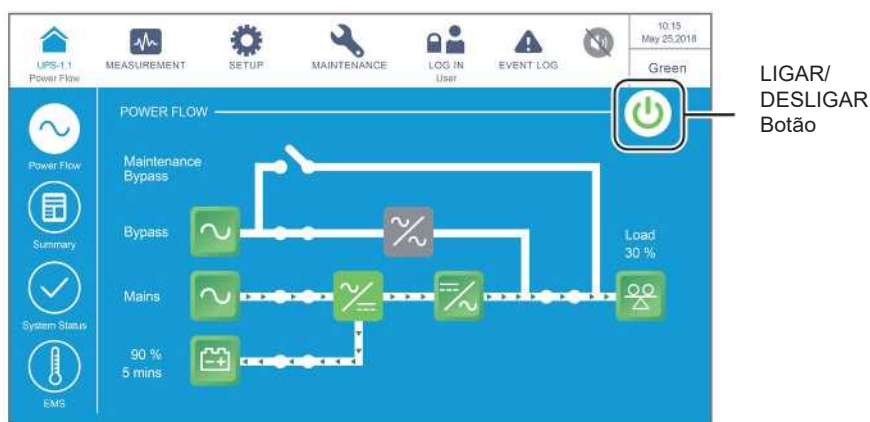 10:15
May 25,2018
UPS-1.1
Power Flow
MEASUREMENT
SETUP
MAINTENANCE
LOG IN
User
EVENT LOG
Green
LIGAR/
DESLIGAR
Botão
POWER FLOW
Power Flow
Maintenance
Bypass
Summary
Bypass
Load
30 %
Mains
System Status
90 %
5 mins
EMS